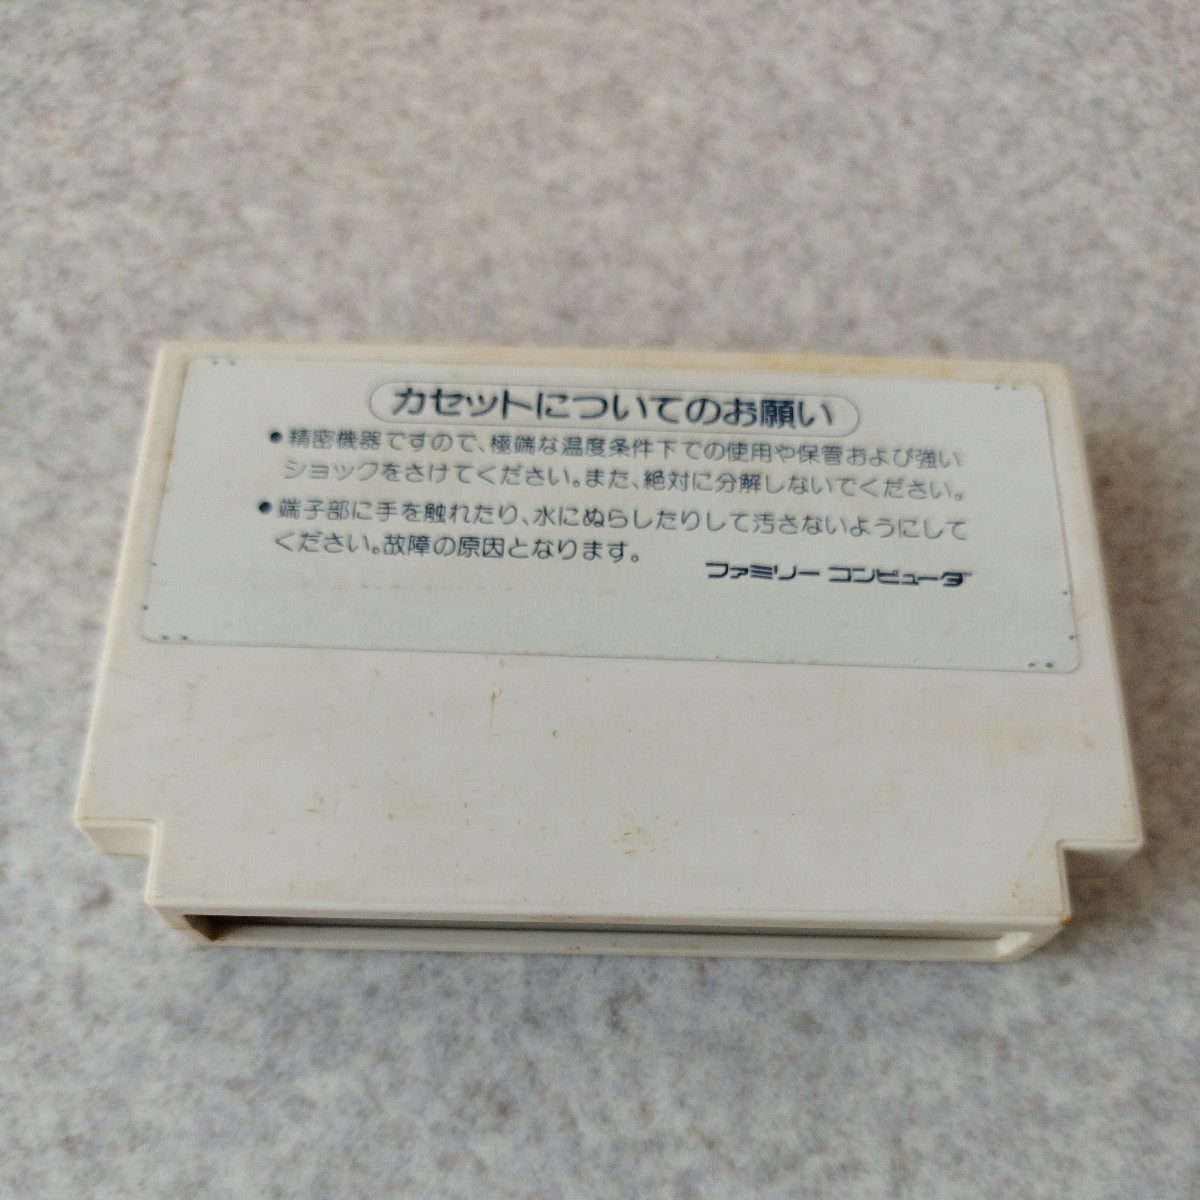 カセットについてのお願い
●精密機器ですので、極端な温度条件下での使用や保管および強い
ショックをさけてください。また、絶対に分解しないでください。
●端子部に手を触れたり、水にぬらしたりして汚さないようにして
ください。故障の原因となります。
ファミリーコンピュータ